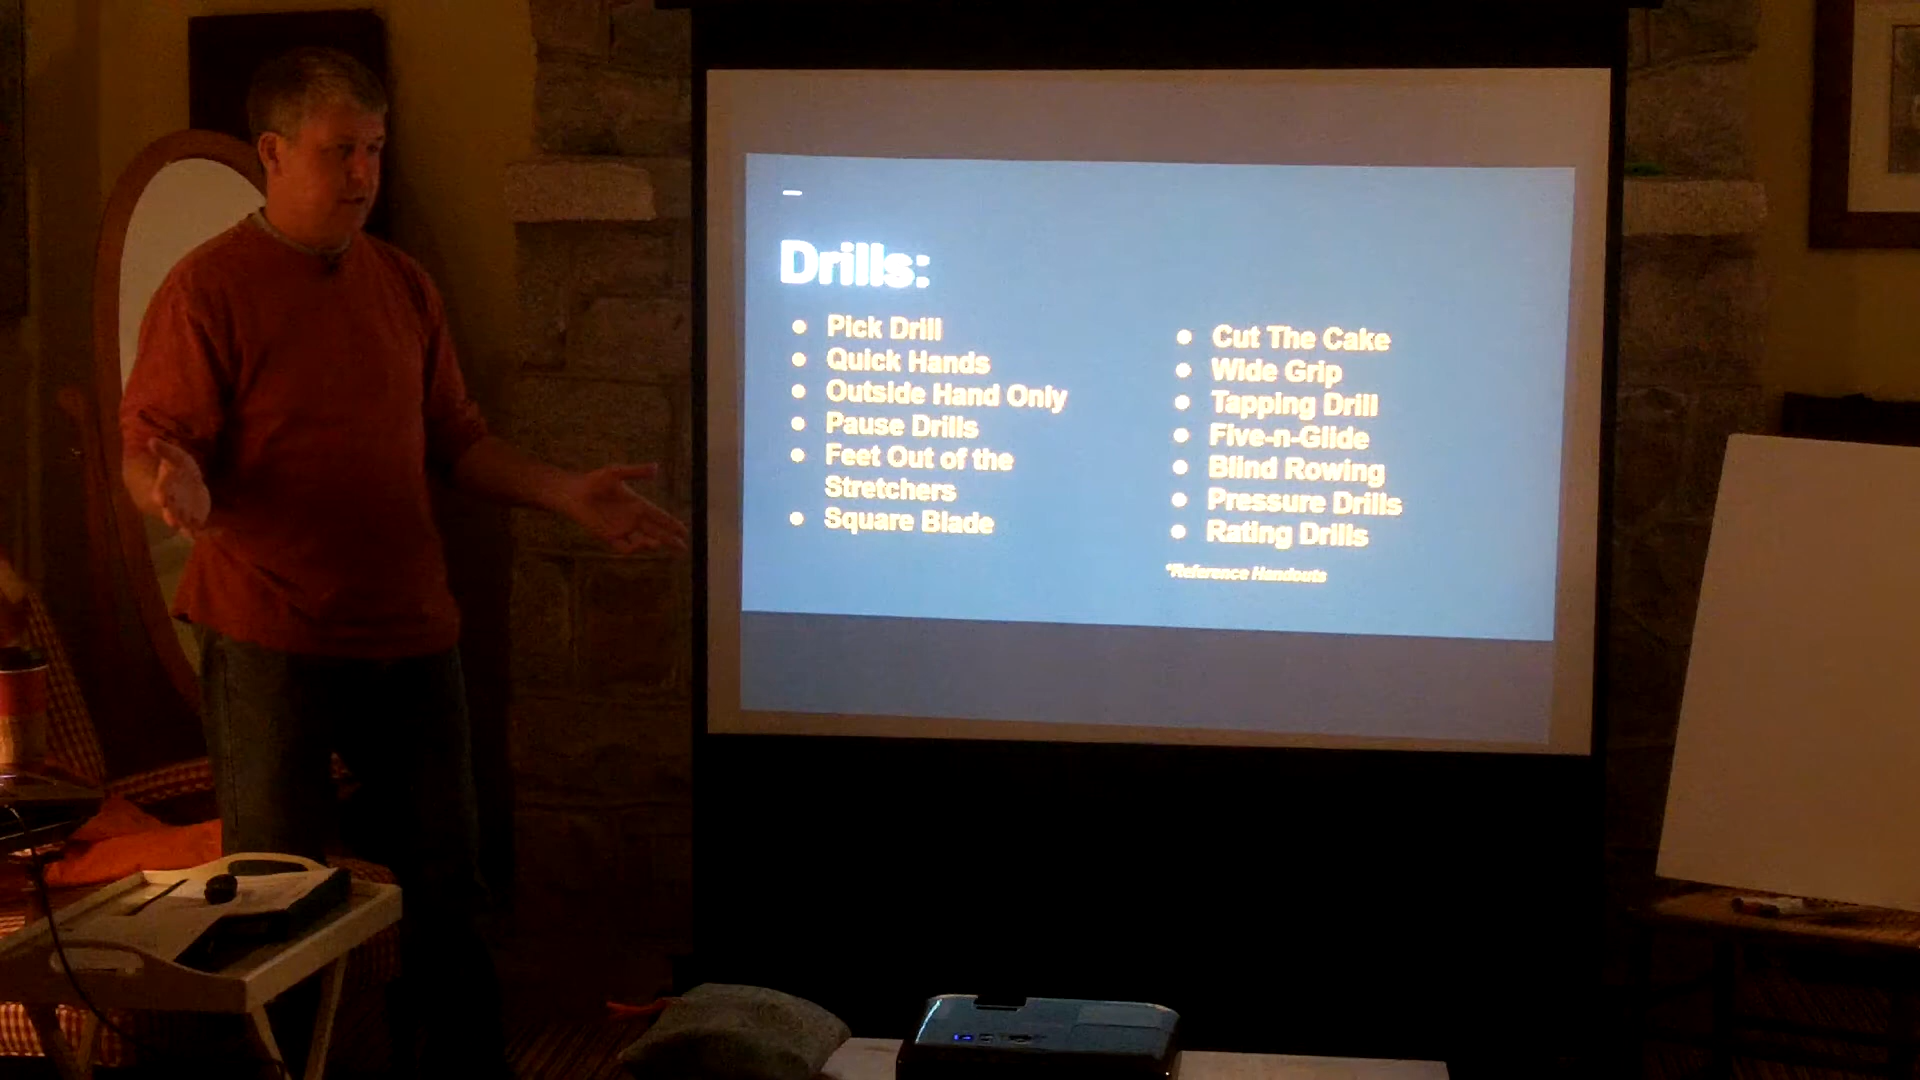 Drills:
Pick Drill
Quick Hands
Outside Hand Only
Pause Drills
Feet Out of the
Stretchers
Square Blade
Cut The Cake
Wide Grip
Tapping Drill
Five-n-Glide
Blind Rowing
Pressure Drills
Rating Drills
*Reference Handouts